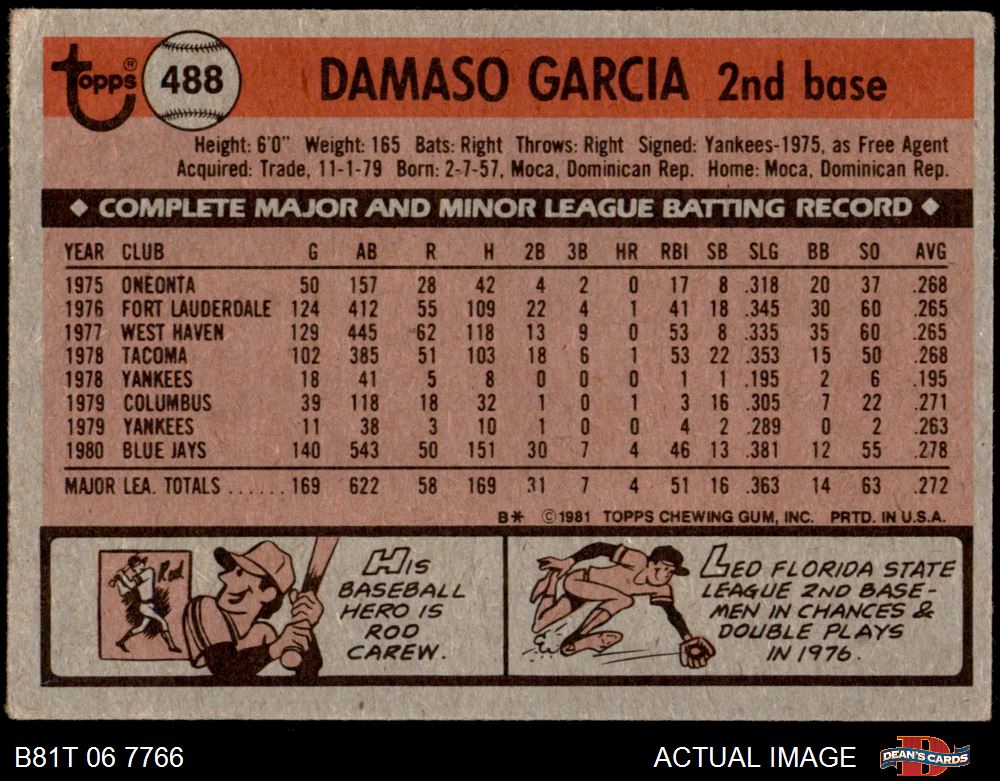 Topps ® 488 DAMASO GARCIA 2nd base
Height: 6'0" Weight: 165 Bats: Right Throws: Right Signed: Yankees-1975, as Free Agent
Acquired: Trade, 11-1-79 Born: 2-7-57, Moca, Dominican Rep. Home: Moca, Dominican Rep.
◆ COMPLETE MAJOR AND MINOR LEAGUE BATTING RECORD ◆
YEAR CLUB G AB R H 2B 3B HR RBI SB SLG BB SO AVG
1975 ONEONTA 50 157 28 42 4 2 0 17 8 .318 20 37 .268
1976 FORT LAUDERDALE 124 412 55 109 22 4 1 41 18 .345 30 60 .265
1977 WEST HAVEN 129 445 62 118 13 9 0 53 8 .335 35 60 .265
1978 TACOMA 102 385 51 103 18 6 1 53 22 .353 15 50 .268
1978 YANKEES 18 41 5 8 0 0 0 1 1 .195 2 6 .195
1979 COLUMBUS 39 118 18 32 1 0 1 3 16 .305 7 22 .271
1979 YANKEES 11 38 3 10 1 0 0 4 2 .289 0 2 .263
1980 BLUE JAYS 140 543 50 151 30 7 4 46 13 .381 12 55 .278
MAJOR LEA. TOTALS ...... 169 622 58 169 31 7 4 51 16 .363 14 63 .272
B* © 1981 TOPPS CHEWING GUM, INC. PRTD. IN U.S.A.
Rod
HIS
BASEBALL
HERO IS
ROD
CAREW.
LED FLORIDA STATE
LEAGUE 2ND BASE-
MEN IN CHANCES &
DOUBLE PLAYS
IN 1976.
B81T 06 7766 ACTUAL IMAGE DEAN'S CARDS